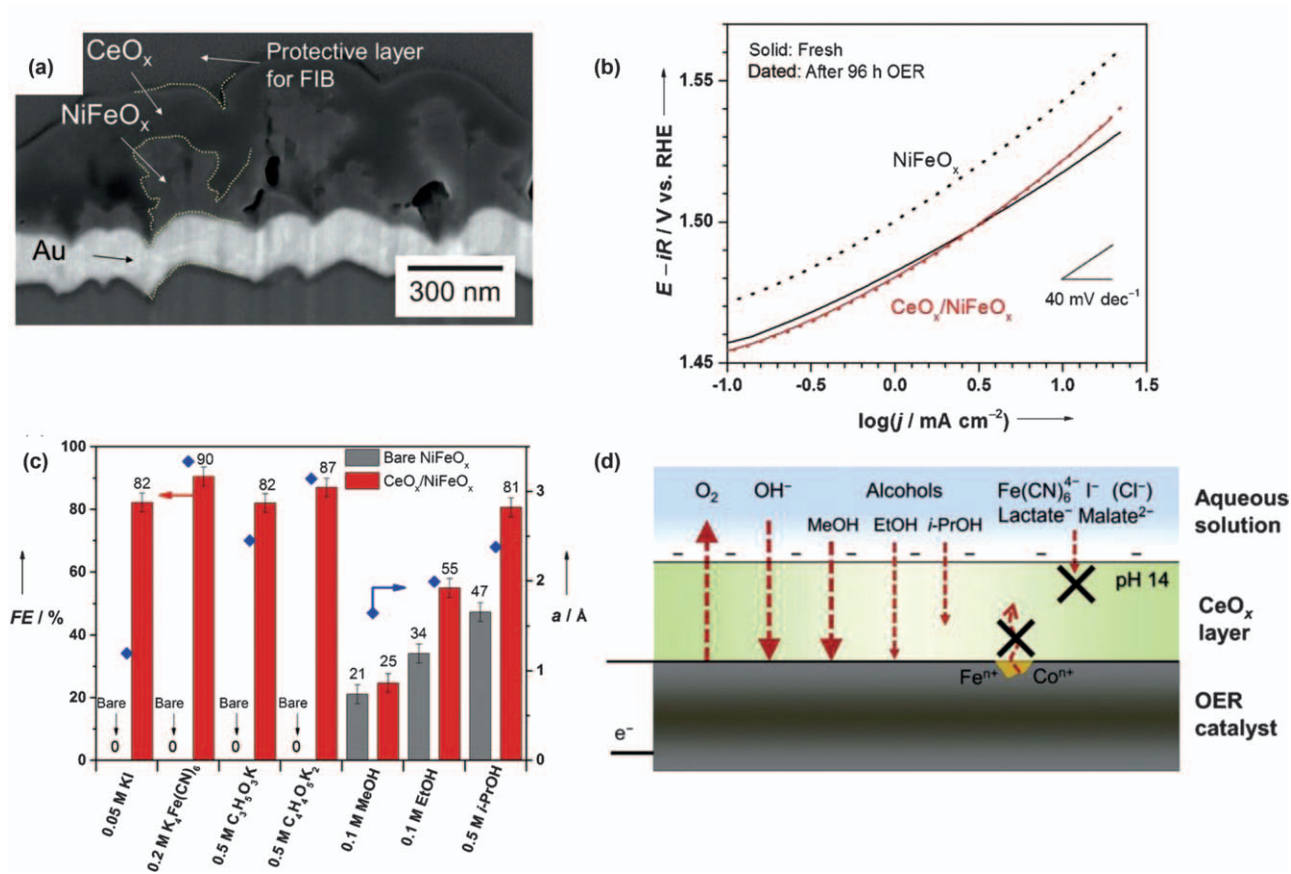 (a)
CeOₓ
Protective layer
for FIB
NiFeOₓ
Au
300 nm
(b)
Solid: Fresh
Dated: After 96 h OER
NiFeOₓ
CeOₓ/NiFeOₓ
40 mV dec⁻¹
E – iR / V vs. RHE
1.55
1.50
1.45
-1.0 -0.5 0.0 0.5 1.0 1.5
log(j / mA cm⁻²)
(c)
Bare NiFeOₓ
CeOₓ/NiFeOₓ
FE / %
100
80
60
40
20
0
a / Å
3
2
1
0
82 90 82 87 21 25 34 55 47 81
Bare Bare Bare Bare
0 0 0 0
0.05 M KI
0.2 M K₄Fe(CN)₆
0.5 M C₃H₅O₃K
0.5 M C₄H₄O₅K₂
0.1 M MeOH
0.1 M EtOH
0.5 M i-PrOH
(d)
O₂ OH⁻ Alcohols Fe(CN)₆⁴⁻ I⁻ (Cl⁻)
MeOH EtOH i-PrOH Lactate⁻ Malate²⁻
Aqueous
solution
– – – – – – – –
pH 14
CeOₓ
layer
Feⁿ⁺ Coⁿ⁺
OER
catalyst
e⁻